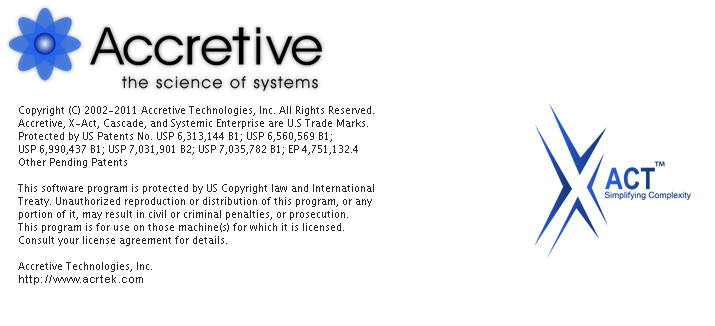 Accretive
the science of systems
Copyright (C) 2002-2011 Accretive Technologies, Inc. All Rights Reserved.
Accretive, X-Act, Cascade, and Systemic Enterprise are U.S Trade Marks.
Protected by US Patents No. USP 6,313,144 B1; USP 6,560,569 B1;
USP 6,990,437 B1; USP 7,031,901 B2; USP 7,035,782 B1; EP 4,751,132.4
Other Pending Patents
This software program is protected by US Copyright law and International
Treaty. Unauthorized reproduction or distribution of this program, or any
portion of it, may result in civil or criminal penalties, or prosecution.
This program is for use on those machine(s) for which it is licensed.
Consult your license agreement for details.
Accretive Technologies, Inc.
http://www.acrtek.com
X ACT™
Simplifying Complexity